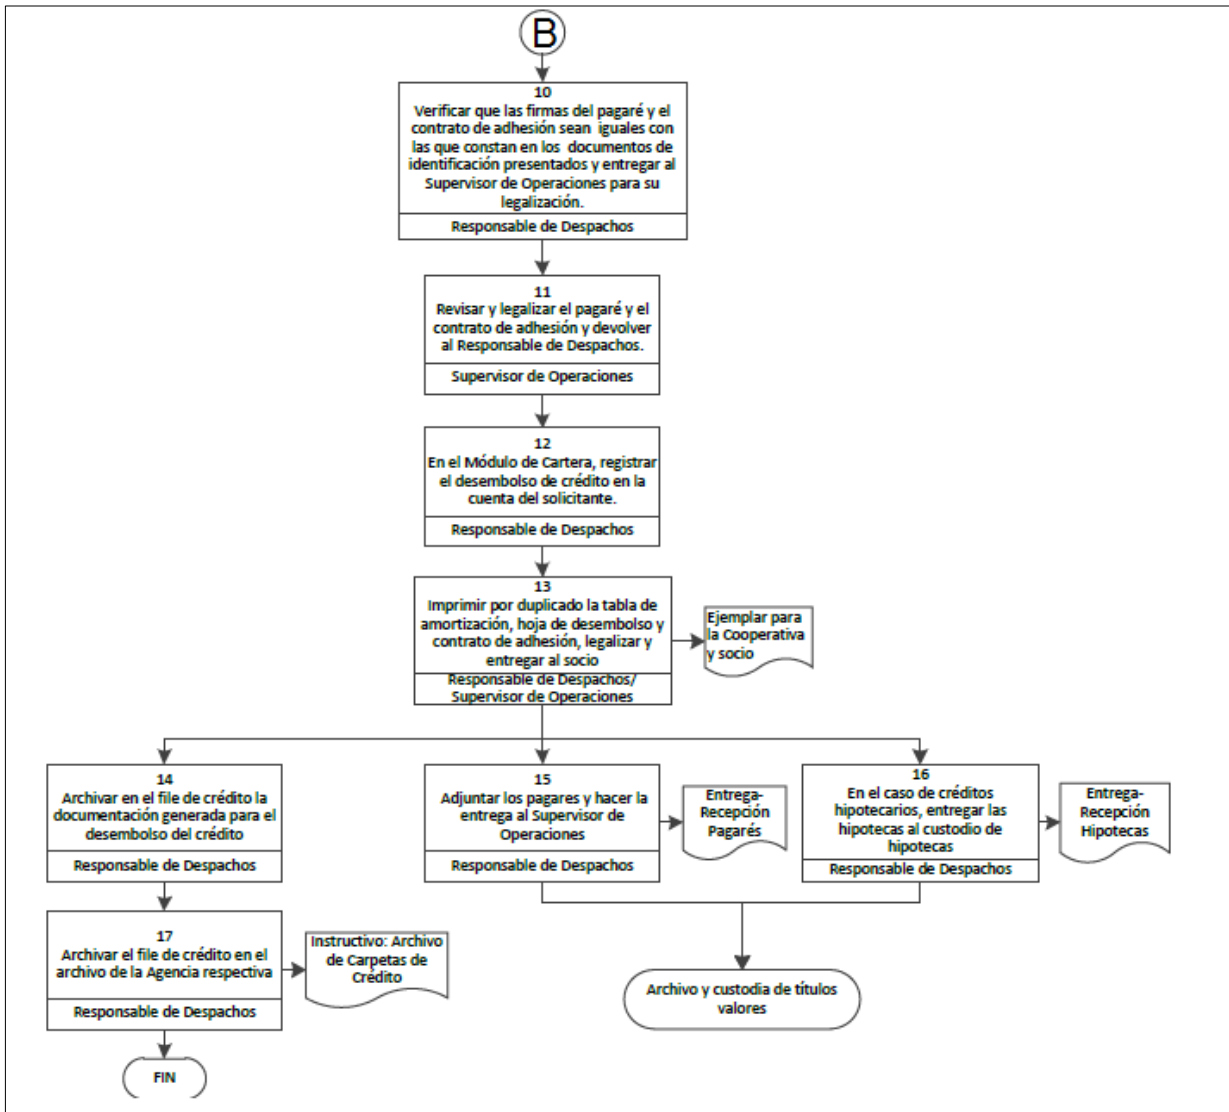 B
10
Verificar que las firmas del pagaré y el
contrato de adhesión sean iguales con
las que constan en los documentos de
identificación presentados y entregar al
Supervisor de Operaciones para su
legalización.
Responsable de Despachos
11
Revisar y legalizar el pagaré y el
contrato de adhesión y devolver
al Responsable de Despachos.
Supervisor de Operaciones
12
En el Módulo de Cartera, registrar
el desembolso de crédito en la
cuenta del solicitante.
Responsable de Despachos
13
Imprimir por duplicado la tabla de
amortización, hoja de desembolso y
contrato de adhesión, legalizar y
entregar al socio
Responsable de Despachos/
Supervisor de Operaciones
Ejemplar para
la Cooperativa
y socio
14
Archivar en el file de crédito la
documentación generada para el
desembolso del crédito
Responsable de Despachos
15
Adjuntar los pagares y hacer la
entrega al Supervisor de
Operaciones
Responsable de Despachos
Entrega-
Recepción
Pagarés
16
En el caso de créditos
hipotecarios, entregar las
hipotecas al custodio de
hipotecas
Responsable de Despachos
Entrega-
Recepción
Hipotecas
17
Archivar el file de crédito en el
archivo de la Agencia respectiva
Responsable de Despachos
Instructivo: Archivo
de Carpetas de
Crédito
Archivo y custodia de títulos
valores
FIN